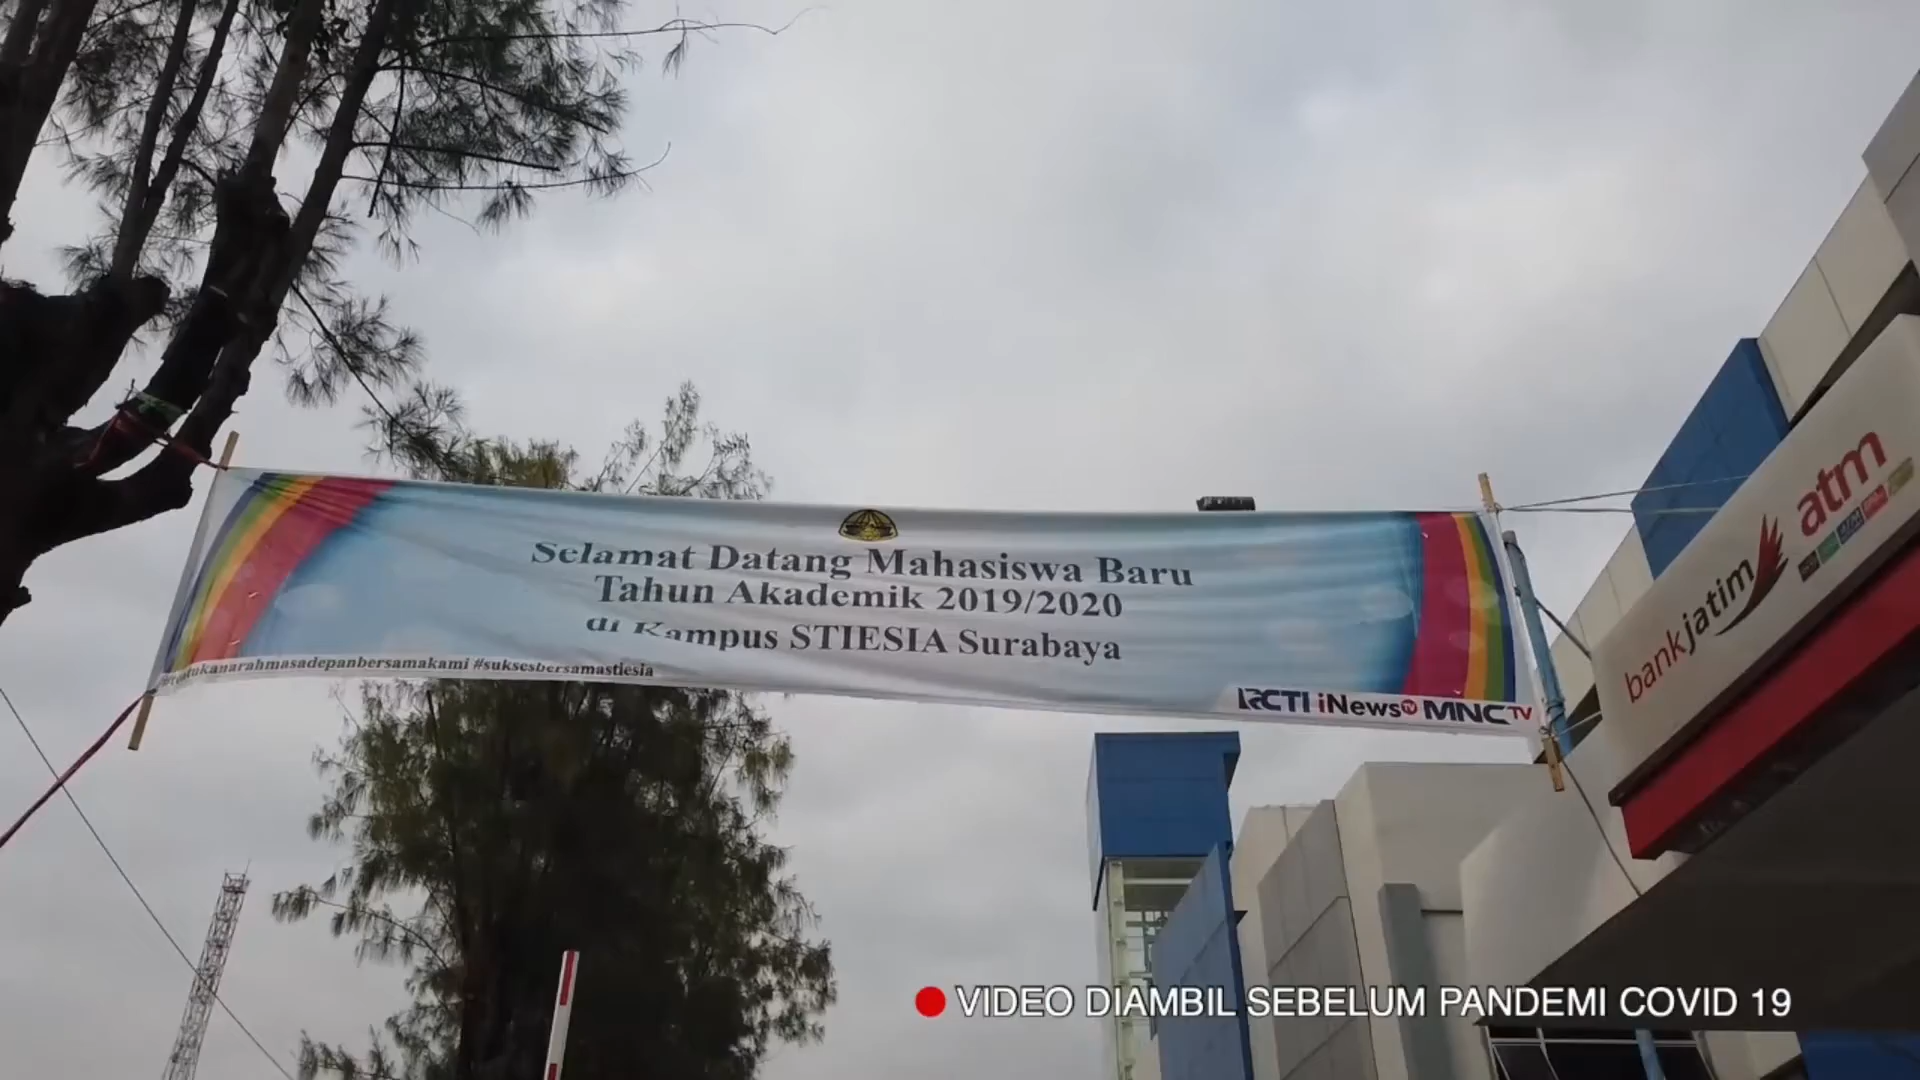 Selamat Datang Mahasiswa Baru
Tahun Akademik 2019/2020
di Kampus STIESIA Surabaya
#suksesbersamastiesia
RCTI iNews TV MNC TV
bankjatim
atm
VIDEO DIAMBIL SEBELUM PANDEMI COVID 19